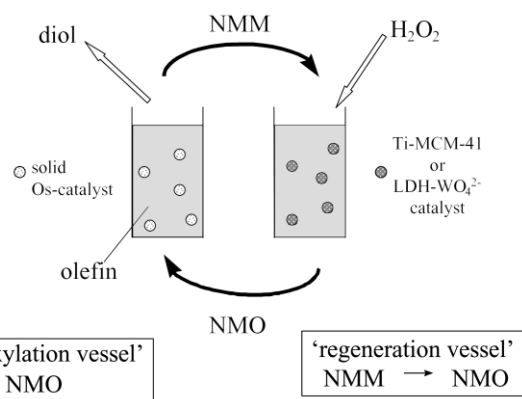 diol
NMM
H₂O₂
solid
Os-catalyst
Ti-MCM-41
or
LDH-WO₄²⁻
catalyst
olefin
NMO
xylation vessel’
NMO
‘regeneration vessel’
NMM → NMO